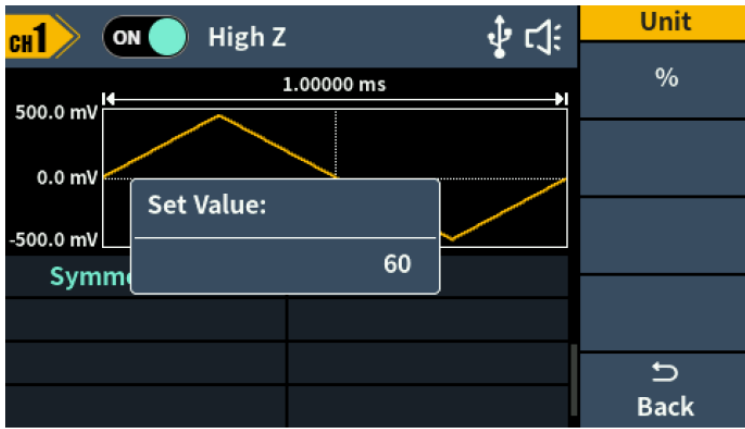 CH1 ON High Z
Unit
%
1.00000 ms
500.0 mV
0.0 mV
-500.0 mV
Set Value:
60
Symme
Back